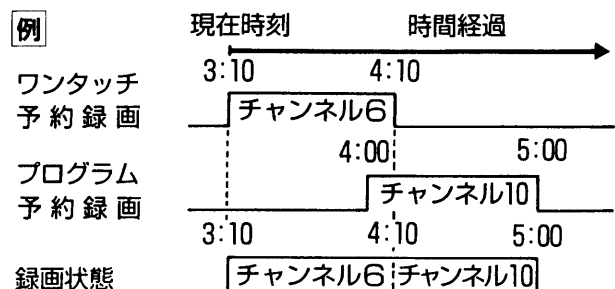 例 現在時刻 時間経過
3:10 4:10
ワンタッチ
予約録画 チャンネル6
4:00 5:00
プログラム
予約録画 チャンネル10
3:10 4:10 5:00
録画状態 チャンネル6 チャンネル10